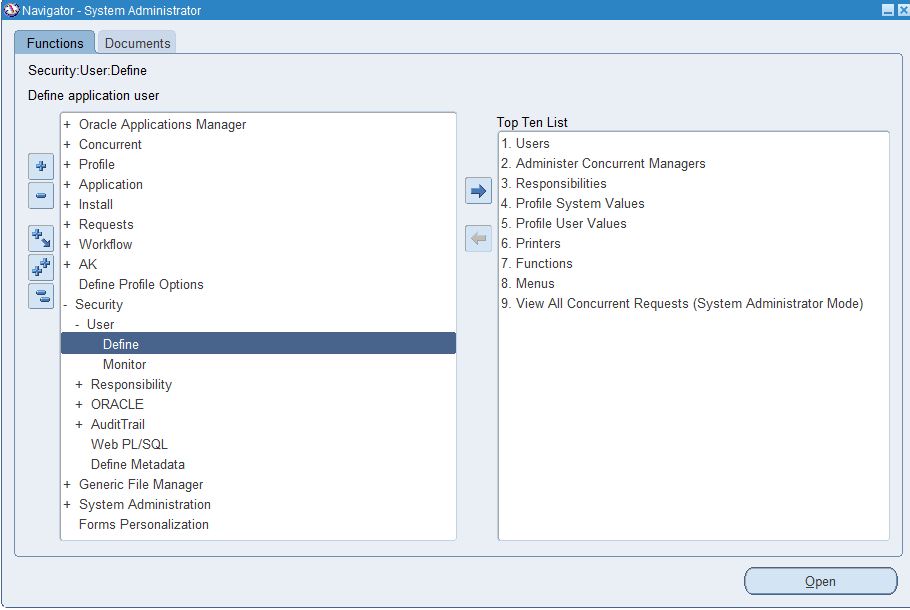 Navigator - System Administrator
Functions
Documents
Security:User:Define
Define application user
+ Oracle Applications Manager
+ Concurrent
+ Profile
+ Application
+ Install
+ Requests
+ Workflow
+ AK
Define Profile Options
- Security
- User
Define
Monitor
+ Responsibility
+ ORACLE
+ AuditTrail
Web PL/SQL
Define Metadata
+ Generic File Manager
+ System Administration
Forms Personalization
Top Ten List
1. Users
2. Administer Concurrent Managers
3. Responsibilities
4. Profile System Values
5. Profile User Values
6. Printers
7. Functions
8. Menus
9. View All Concurrent Requests (System Administrator Mode)
Open